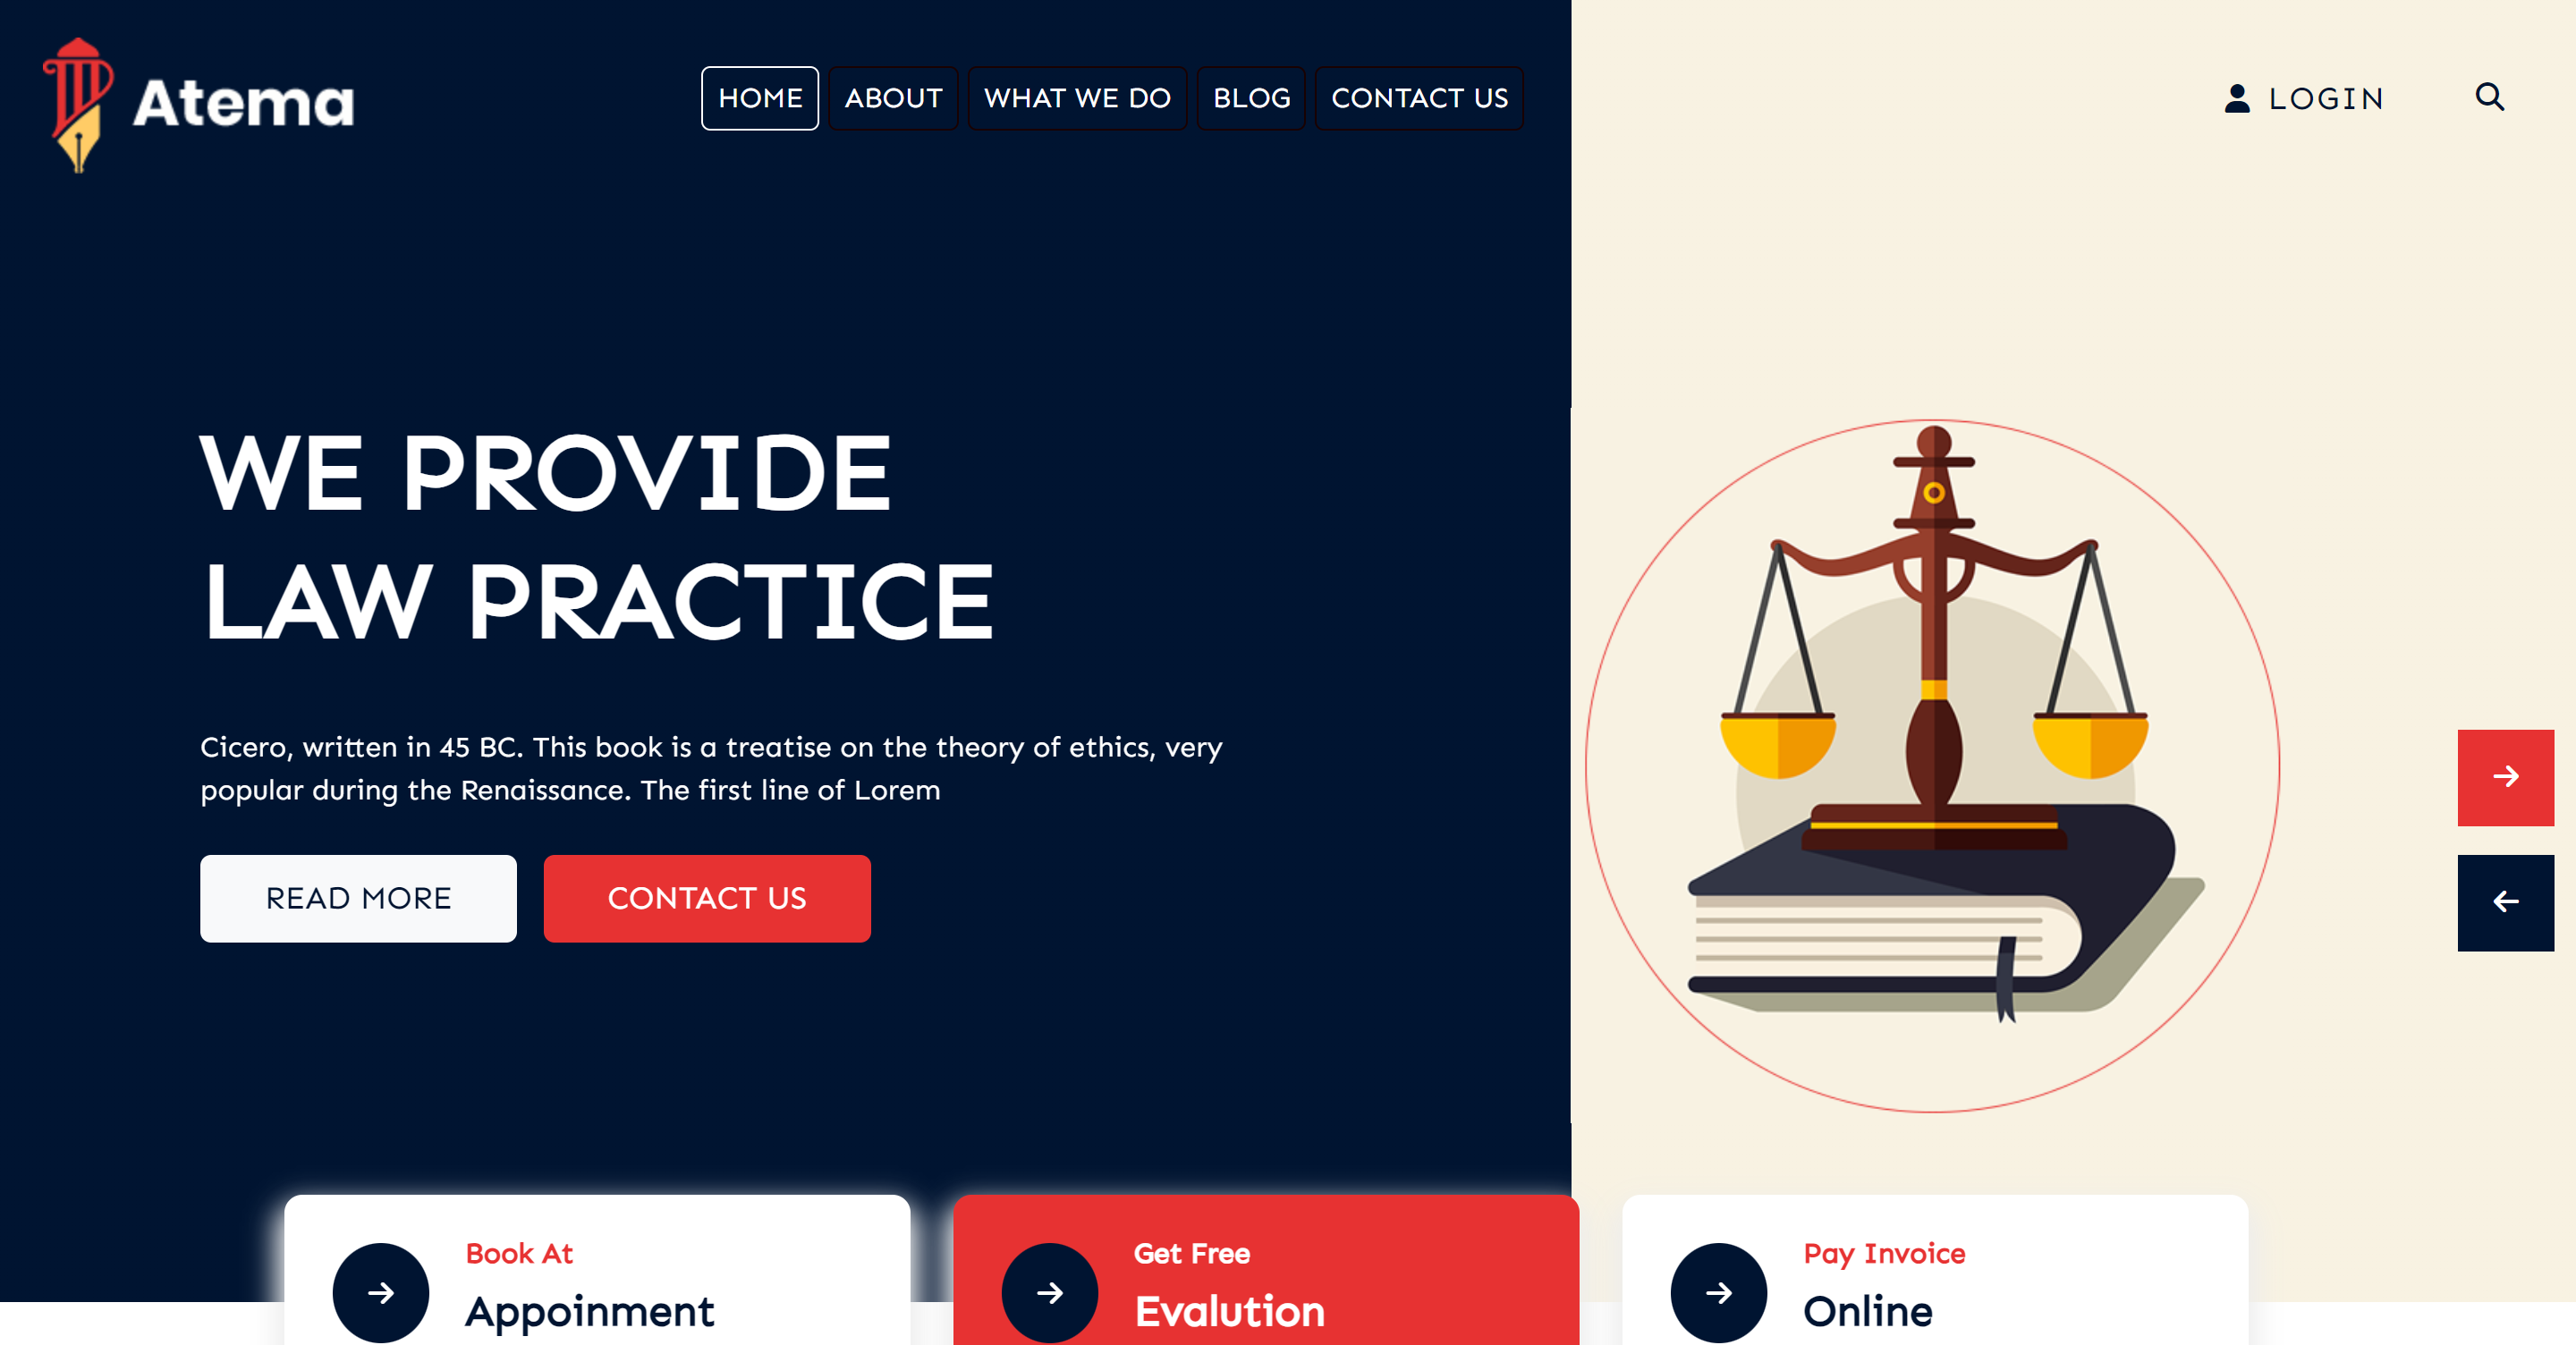 Atema
HOME ABOUT WHAT WE DO BLOG CONTACT US
LOGIN
WE PROVIDE
LAW PRACTICE
Cicero, written in 45 BC. This book is a treatise on the theory of ethics, very
popular during the Renaissance. The first line of Lorem
READ MORE
CONTACT US
Book At
Appoinment
Get Free
Evalution
Pay Invoice
Online